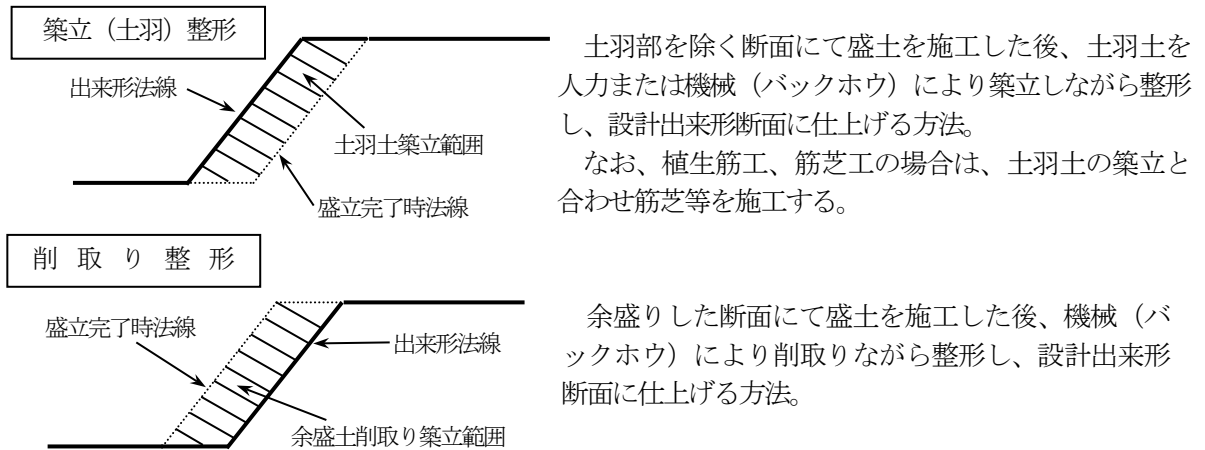 築立（土羽）整形
出来形法線
土羽土築立範囲
盛立完了時法線
土羽部を除く断面にて盛土を施工した後、土羽土を
人力または機械（バックホウ）により築立しながら整形
し、設計出来形断面に仕上げる方法。
なお、植生筋工、筋芝工の場合は、土羽土の築立と
合わせ筋芝等を施工する。
削取り整形
盛立完了時法線
出来形法線
余盛土削取り築立範囲
余盛りした断面にて盛土を施工した後、機械（バ
ックホウ）により削取りながら整形し、設計出来形
断面に仕上げる方法。